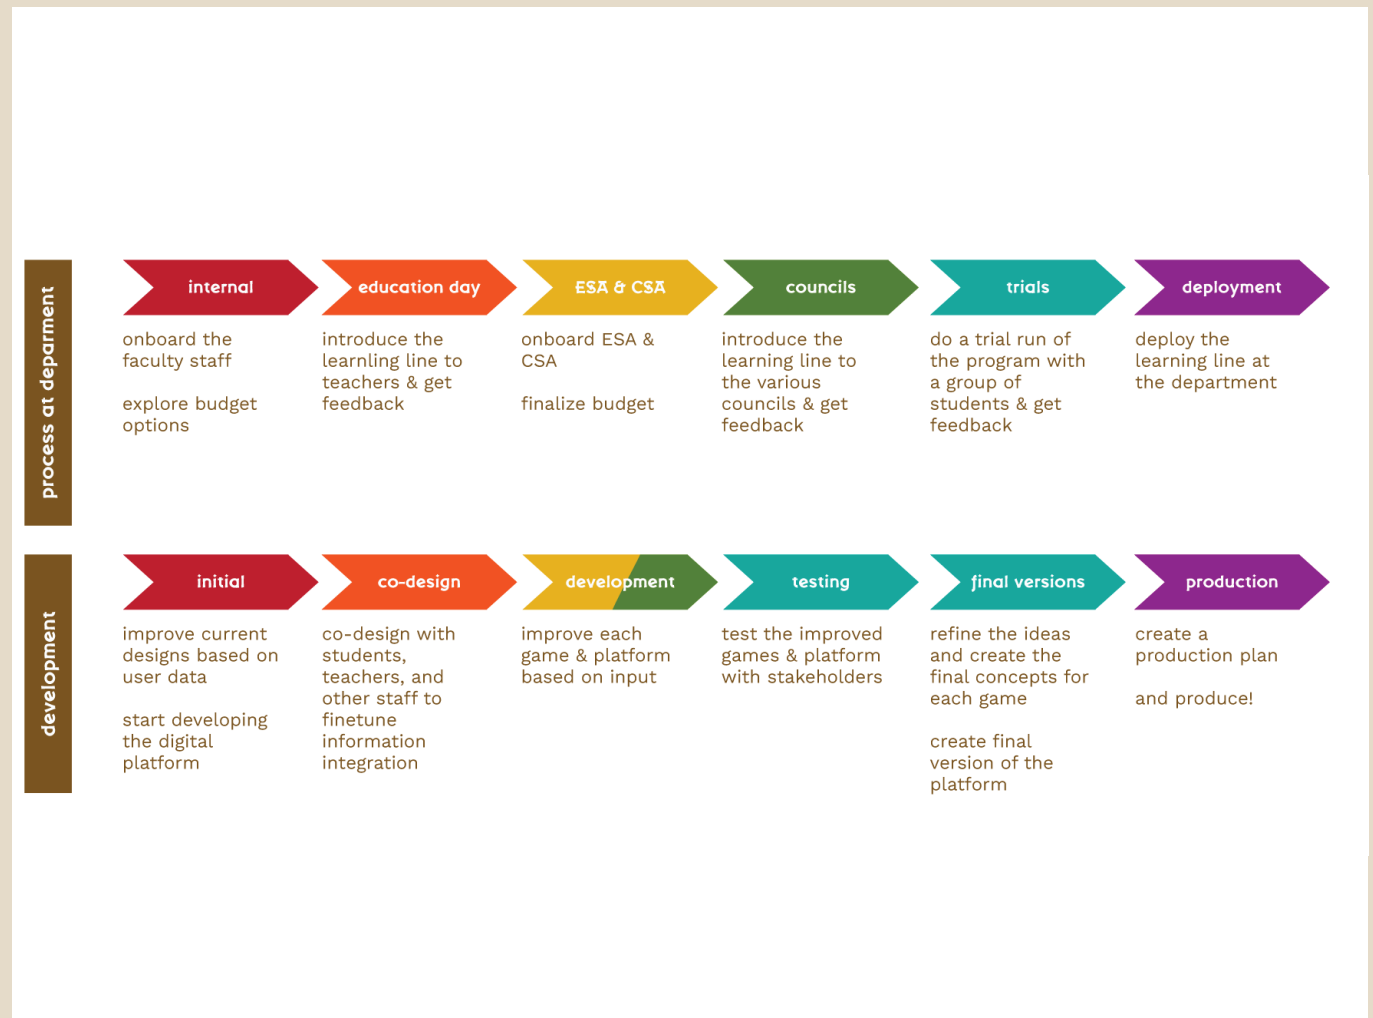 process at deparment
internal
onboard the
faculty staff
explore budget
options
education day
introduce the
learnling line to
teachers & get
feedback
ESA & CSA
onboard ESA &
CSA
finalize budget
councils
introduce the
learning line to
the various
councils & get
feedback
trials
do a trial run of
the program with
a group of
students & get
feedback
deployment
deploy the
learning line at
the department
development
initial
improve current
designs based on
user data
start developing
the digital
platform
co-design
co-design with
students,
teachers, and
other staff to
finetune
information
integration
development
improve each
game & platform
based on input
testing
test the improved
games & platform
with stakeholders
final versions
refine the ideas
and create the
final concepts for
each game
create final
version of the
platform
production
create a
production plan
and produce!